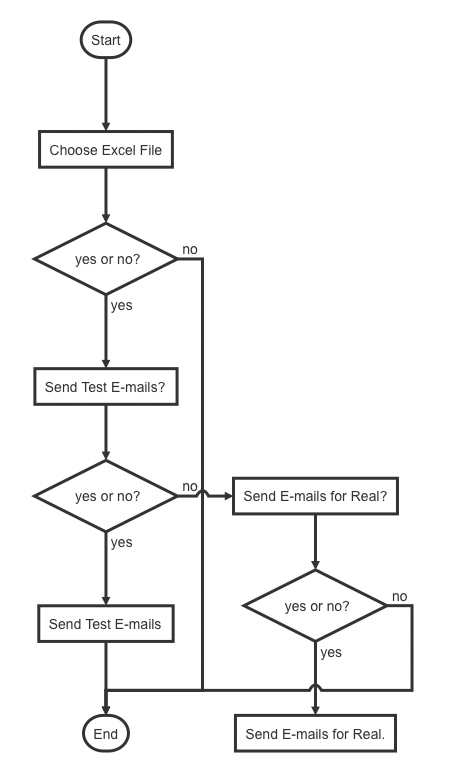 Start
Choose Excel File
yes or no?
no
yes
Send Test E-mails?
yes or no?
no
Send E-mails for Real?
yes
yes or no?
no
Send Test E-mails
yes
End
Send E-mails for Real.